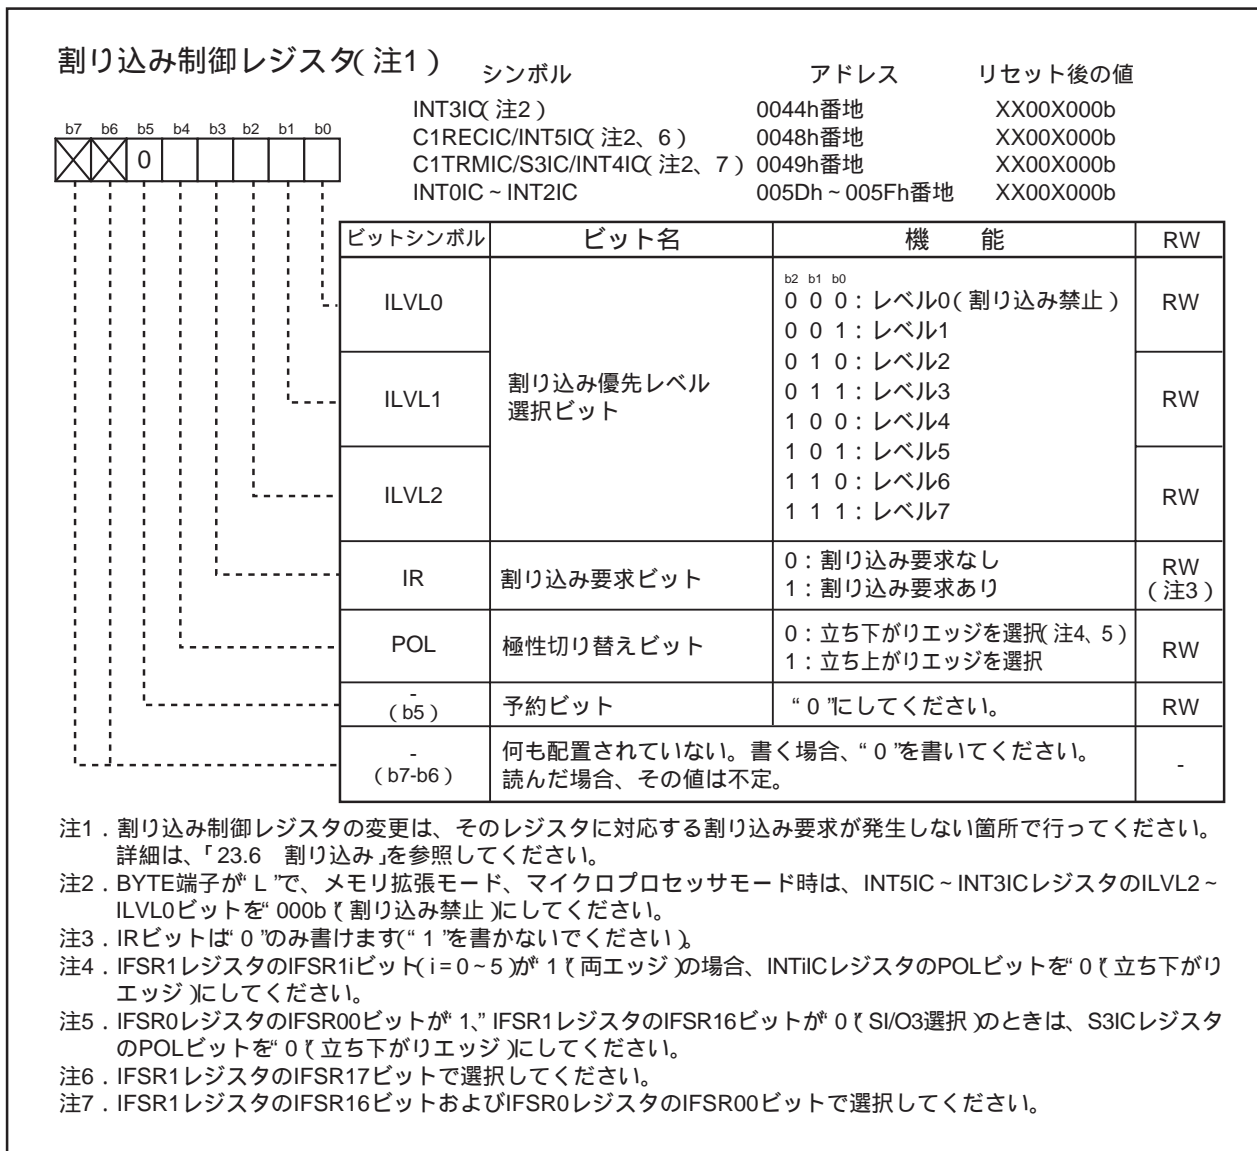 割り込み制御レジスタ(注1)
シンボル アドレス リセット後の値
INT3IC(注2) 0044h番地 XX00X000b
C1RECIC/INT5IC(注2、6) 0048h番地 XX00X000b
C1TRMIC/S3IC/INT4IC(注2、7) 0049h番地 XX00X000b
INT0IC~INT2IC 005Dh~005Fh番地 XX00X000b
b7 b6 b5 b4 b3 b2 b1 b0
0
ビットシンボル ビット名 機 能 RW
ILVL0 RW
ILVL1 RW
ILVL2 RW
割り込み優先レベル
選択ビット
b2 b1 b0
0 0 0:レベル0(割り込み禁止)
0 0 1:レベル1
0 1 0:レベル2
0 1 1:レベル3
1 0 0:レベル4
1 0 1:レベル5
1 1 0:レベル6
1 1 1:レベル7
IR 割り込み要求ビット
0:割り込み要求なし
1:割り込み要求あり
RW
(注3)
POL 極性切り替えビット
0:立ち下がりエッジを選択(注4、5)
1:立ち上がりエッジを選択
RW
-
(b5)
予約ビット “0”にしてください。 RW
-
(b7-b6)
何も配置されていない。書く場合、“0”を書いてください。
読んだ場合、その値は不定。
-
注1.割り込み制御レジスタの変更は、そのレジスタに対応する割り込み要求が発生しない箇所で行ってください。
詳細は、「23.6 割り込み」を参照してください。
注2.BYTE端子が“L”で、メモリ拡張モード、マイクロプロセッサモード時は、INT5IC~INT3ICレジスタのILVL2~
ILVL0ビットを“000b”(割り込み禁止)にしてください。
注3.IRビットは“0”のみ書けます(“1”を書かないでください)。
注4.IFSR1レジスタのIFSR1iビット(i=0~5)が“1”(両エッジ)の場合、INTiICレジスタのPOLビットを“0”(立ち下がり
エッジ)にしてください。
注5.IFSR0レジスタのIFSR00ビットが“1”、IFSR1レジスタのIFSR16ビットが“0”(SI/O3選択)のときは、S3ICレジスタ
のPOLビットを“0”(立ち下がりエッジ)にしてください。
注6.IFSR1レジスタのIFSR17ビットで選択してください。
注7.IFSR1レジスタのIFSR16ビットおよびIFSR0レジスタのIFSR00ビットで選択してください。